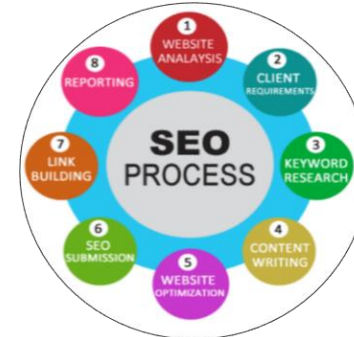 SEO
PROCESS
1
WEBSITE
ANALAYSIS
2
CLIENT
REQUIREMENTS
3
KEYWORD
RESEARCH
4
CONTENT
WRITING
5
WEBSITE
OPTIMIZATION
6
SEO
SUBMISSION
7
LINK
BUILDING
8
REPORTING